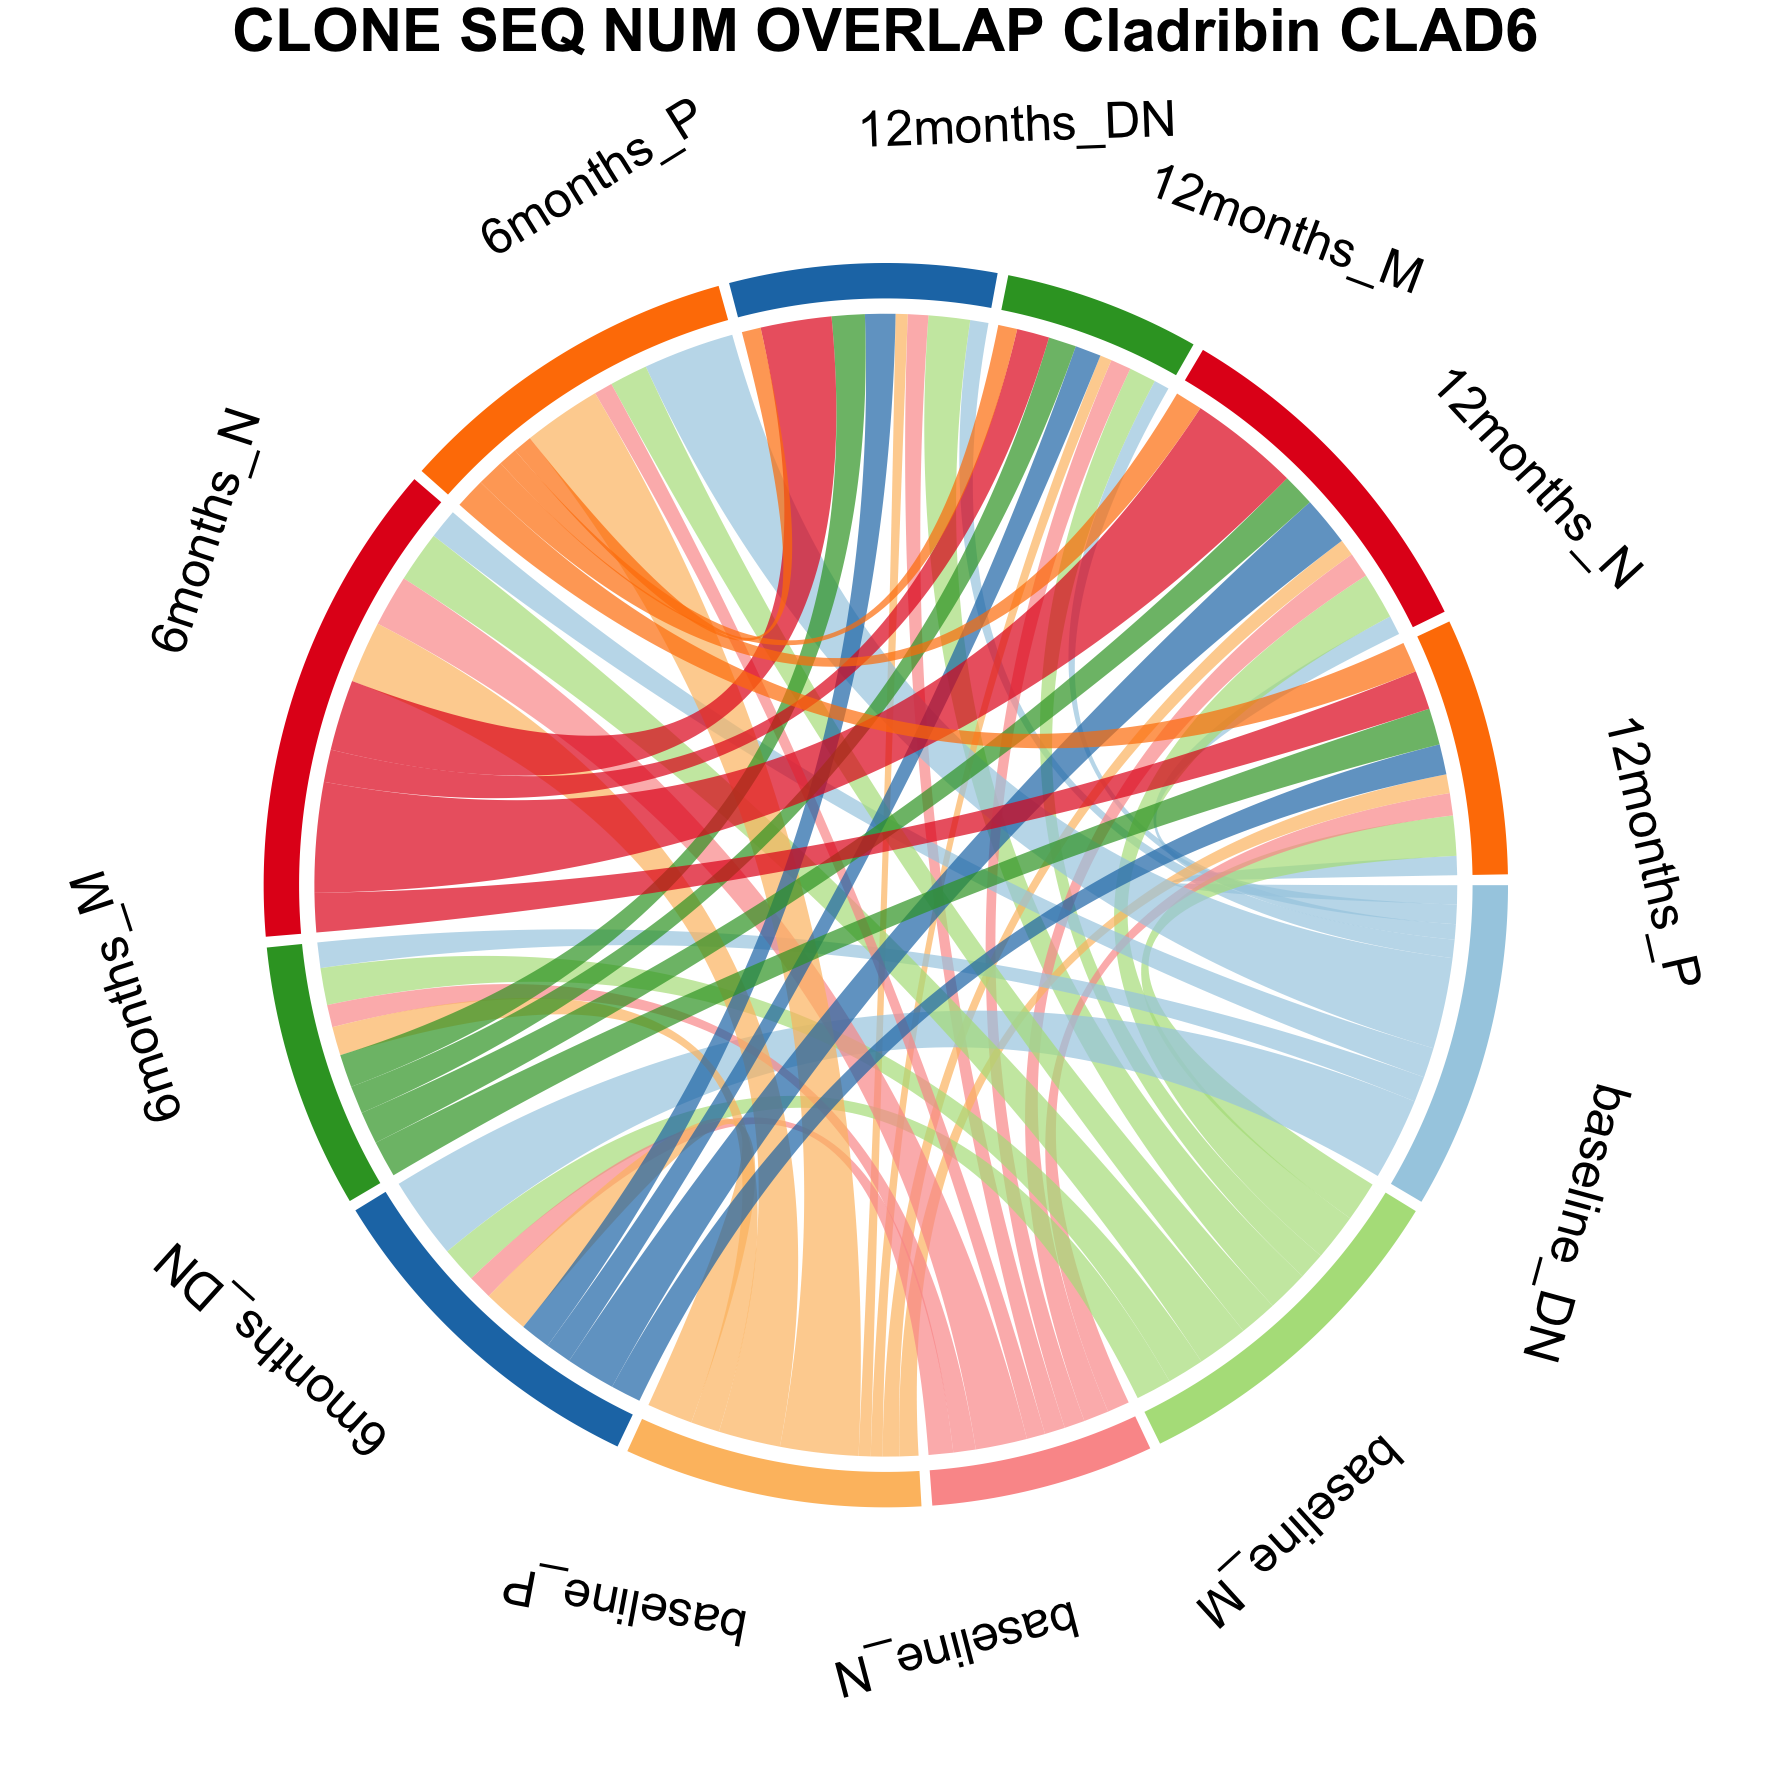 CLONE SEQ NUM OVERLAP Cladribin CLAD6
6months_P
12months_DN
12months_M
12months_N
12months_P
baseline_DN
baseline_M
baseline_N
baseline_P
6months_DN
6months_M
6months_N